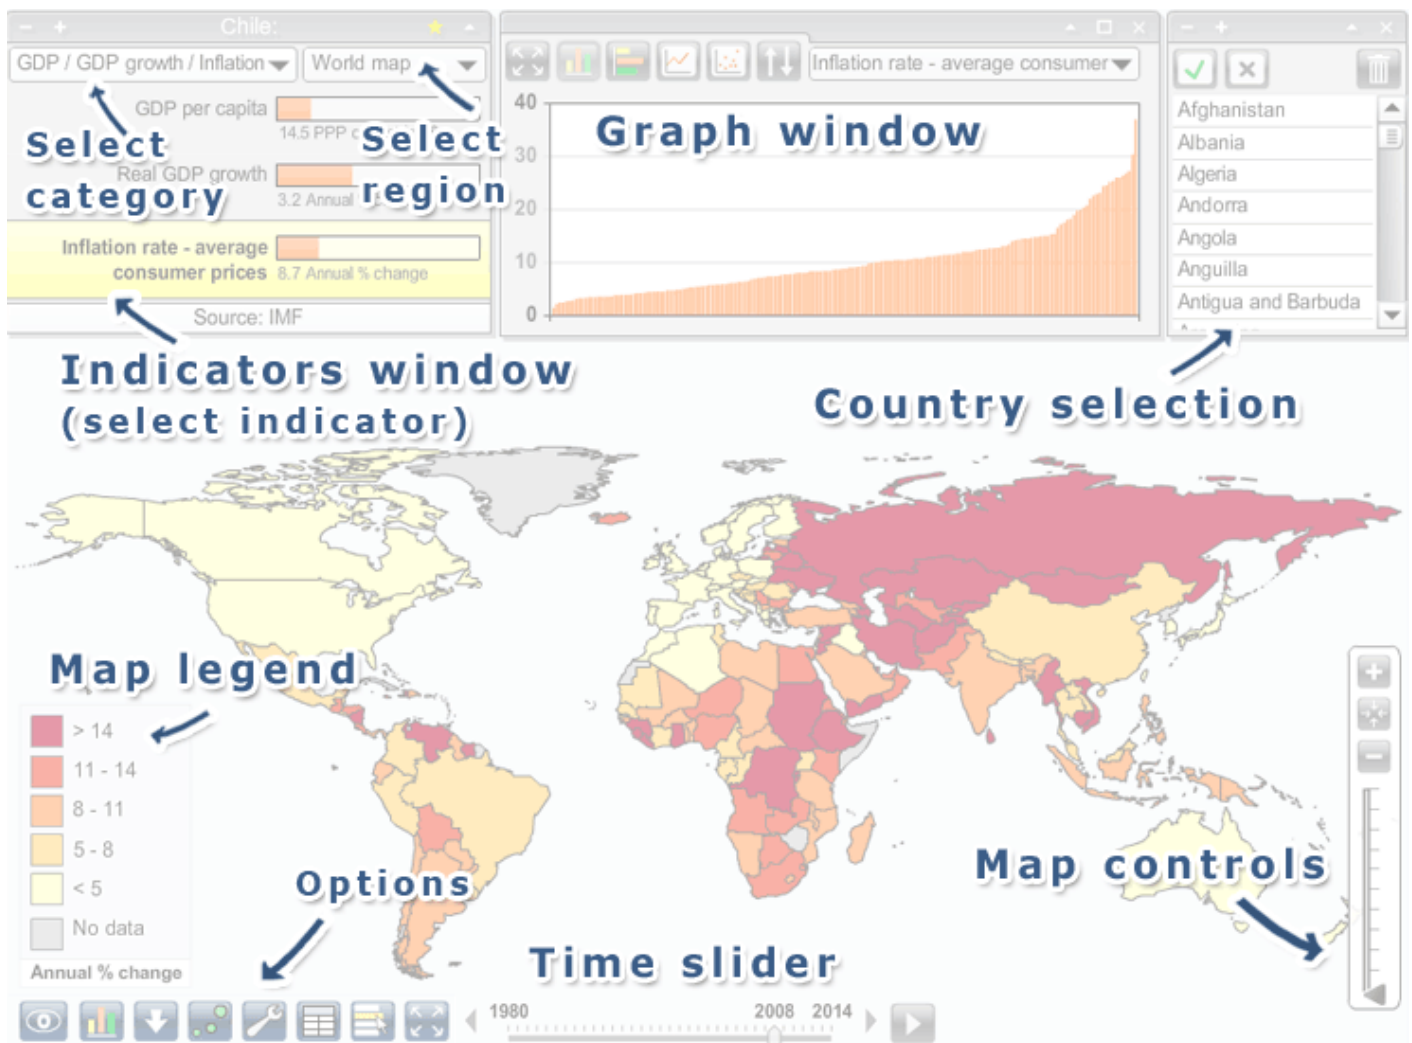 Chile:
GDP / GDP growth / Inflation
World map
Inflation rate - average consumer
GDP per capita
14.5 PPP
Select
category
Select
region
Real GDP growth
3.2 Annual
Inflation rate - average
consumer prices
8.7 Annual % change
Source: IMF
Graph window
40
30
20
10
0
Afghanistan
Albania
Algeria
Andorra
Angola
Anguilla
Antigua and Barbuda
Indicators window
(select indicator)
Country selection
Map legend
> 14
11 - 14
8 - 11
5 - 8
< 5
No data
Annual % change
Options
Map controls
Time slider
1980
2008
2014